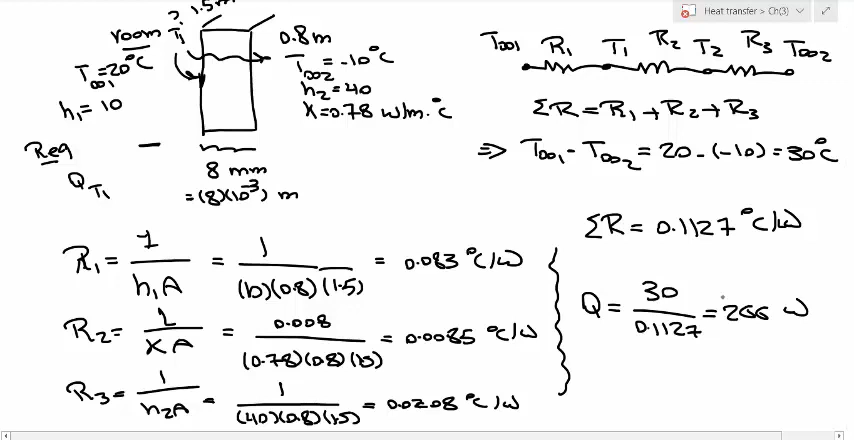 Heat transfer > Ch(3)
? 1.5m
room T₁
T∞₁=20°C
h₁=10
0.8m
T∞₂=-10°C
h₂=40
K=0.78 w/m.°C
Req
Q T₁
8 mm
=(8)(10⁻³) m
T∞₁ R₁ T₁ R₂ T₂ R₃ T∞₂
ΣR=R₁+R₂+R₃
⇒ T∞₁-T∞₂=20-(-10)=30°C
R₁= 1/h₁A = 1/(10)(0.8)(1.5) = 0.083 °C/W
R₂= L/KA = 0.008/(0.78)(0.8)(1.5) = 0.0085 °C/W
R₃= 1/h₂A = 1/(40)(0.8)(1.5) = 0.0208 °C/W
ΣR= 0.1127 °C/W
Q= 30/0.1127 = 266 W